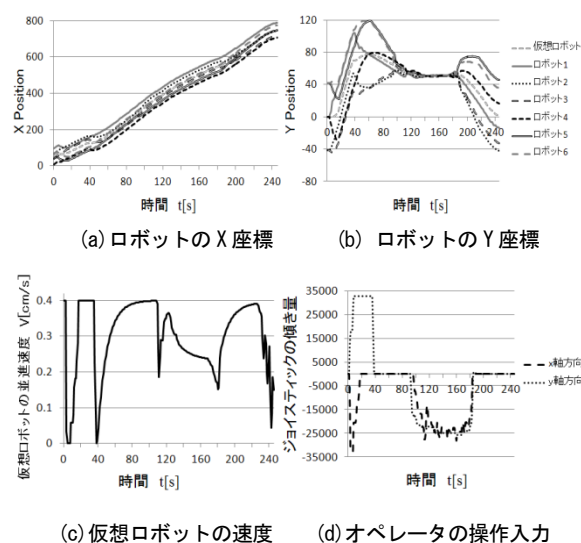 X Position
800
600
400
200
0
0 40 80 120 160 200 240
時間 t[s]
(a)ロボットのX座標
Y Position
120
80
40
0
-40
-80
0 40 80 120 160 200 240
時間 t[s]
仮想ロボット
ロボット1
ロボット2
ロボット3
ロボット4
ロボット5
ロボット6
(b) ロボットのY座標
仮想ロボットの並進速度 V[cm/s]
0.4
0.3
0.2
0.1
0
0 40 80 120 160 200 240
時間 t[s]
(c)仮想ロボットの速度
ジョイスティックの傾き量
35000
25000
15000
5000
-5000
-15000
-25000
-35000
0 40 80 120 160 200 240
時間 t[s]
x軸方向
y軸方向
(d)オペレータの操作入力